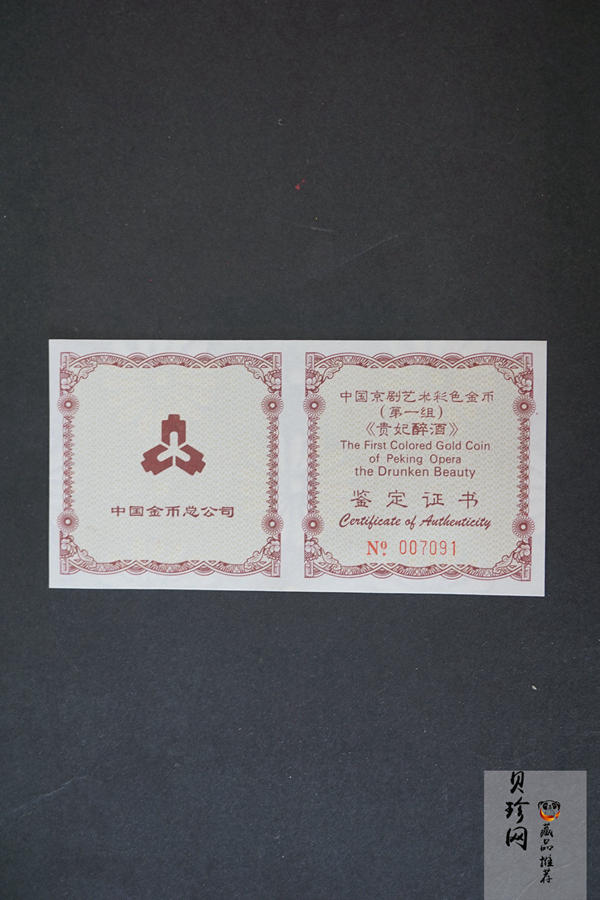 中国金币总公司
中国京剧艺术彩色金币
(第一组)
《贵妃醉酒》
The First Colored Gold Coin
of Peking Opera
the Drunken Beauty
鉴定证书
Certificate of Authenticity
Nº 007091
贝珍网
藏品推荐